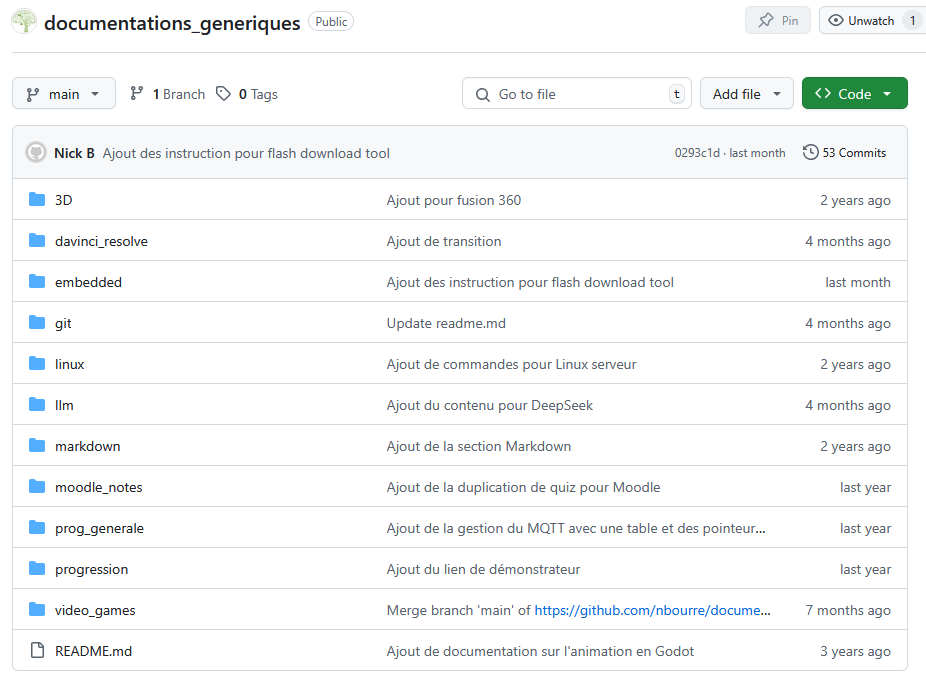 documentations_generiques Public Pin Unwatch 1
main 1 Branch 0 Tags Go to file t Add file <> Code
Nick B Ajout des instruction pour flash download tool 0293c1d · last month 53 Commits
3D Ajout pour fusion 360 2 years ago
davinci_resolve Ajout de transition 4 months ago
embedded Ajout des instruction pour flash download tool last month
git Update readme.md 4 months ago
linux Ajout de commandes pour Linux serveur 2 years ago
llm Ajout du contenu pour DeepSeek 4 months ago
markdown Ajout de la section Markdown 2 years ago
moodle_notes Ajout de la duplication de quiz pour Moodle last year
prog_generale Ajout de la gestion du MQTT avec une table et des pointeur... last year
progression Ajout du lien de démonstrateur last year
video_games Merge branch 'main' of https://github.com/nbourre/docume... 7 months ago
README.md Ajout de documentation sur l'animation en Godot 3 years ago